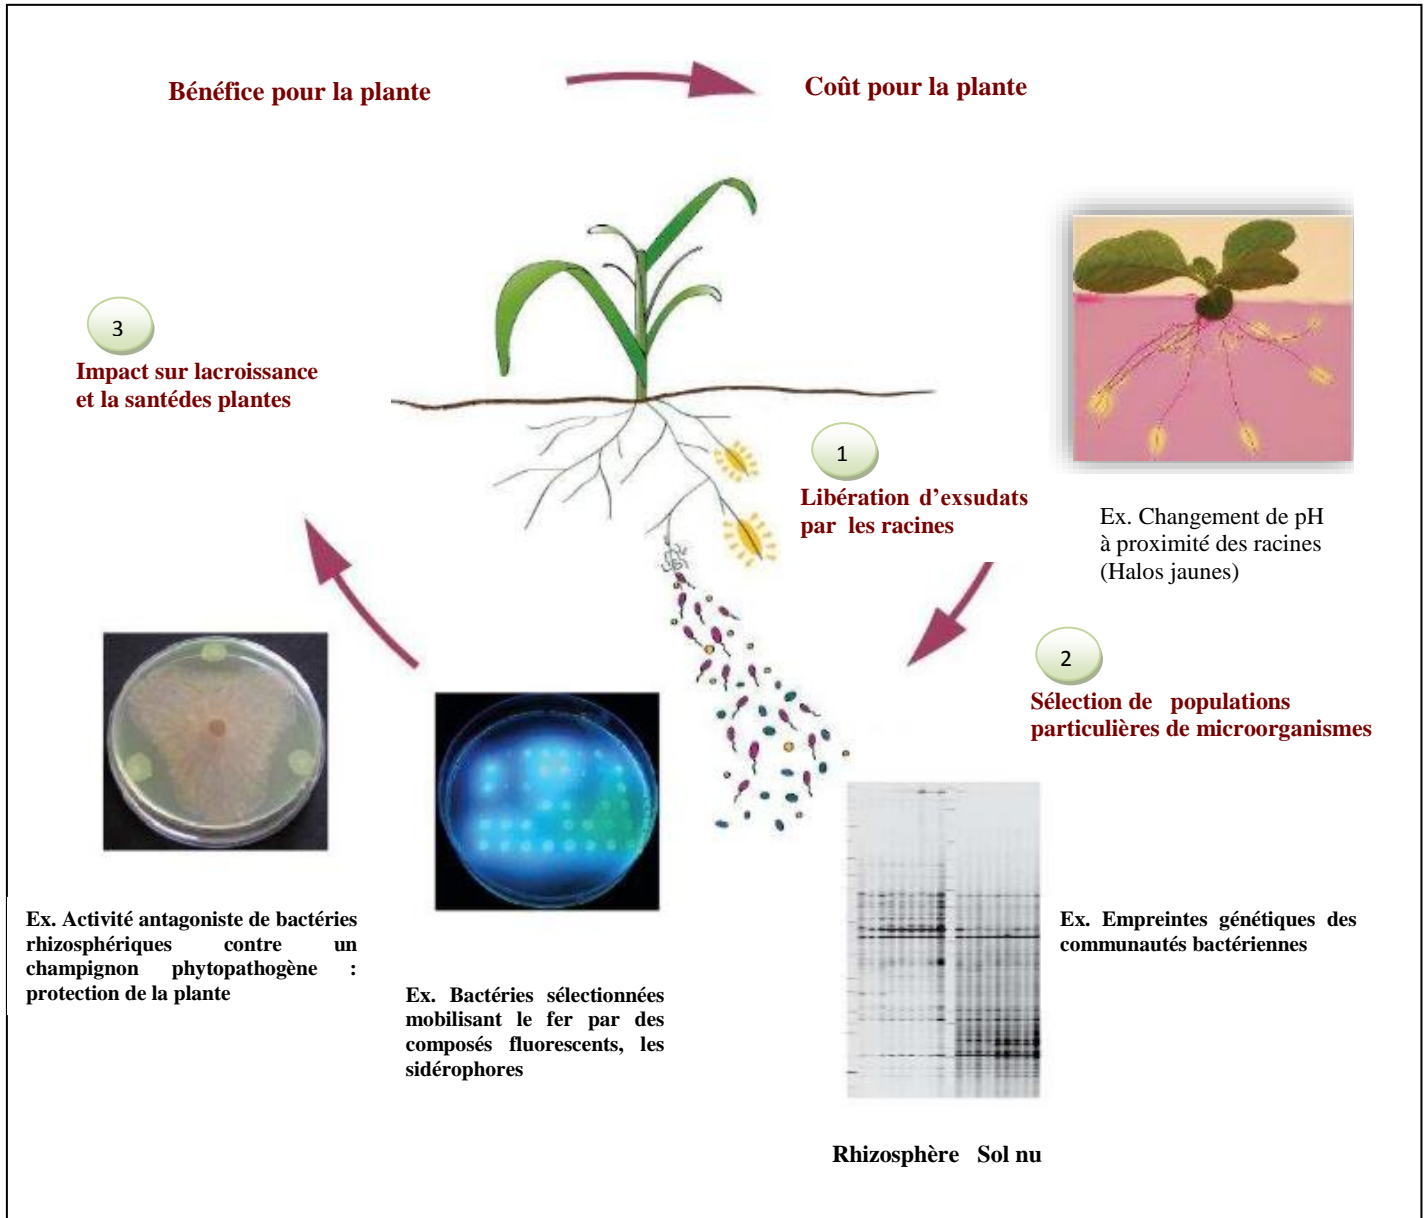 Bénéfice pour la plante
Coût pour la plante
3
Impact sur lacroissance
et la santédes plantes
1
Libération d’exsudats
par les racines
Ex. Changement de pH
à proximité des racines
(Halos jaunes)
2
Sélection de populations
particulières de microorganismes
Ex. Activité antagoniste de bactéries
rhizosphériques contre un
champignon phytopathogène :
protection de la plante
Ex. Bactéries sélectionnées
mobilisant le fer par des
composés fluorescents, les
sidérophores
Ex. Empreintes génétiques des
communautés bactériennes
Rhizosphère Sol nu